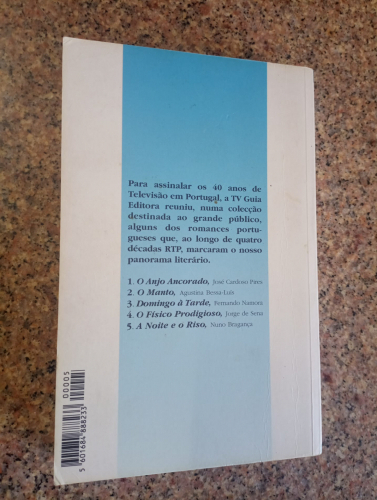 Para assinalar os 40 anos de
Televisão em Portugal, a TV Guia
Editora reuniu, numa colecção
destinada ao grande público,
alguns dos romances portu-
gueses que, ao longo de quatro
décadas RTP, marcaram o nosso
panorama literário.
1. O Anjo Ancorado, José Cardoso Pires
2. O Manto, Agustina Bessa-Luís
3. Domingo à Tarde, Fernando Namora
4. O Físico Prodigioso, Jorge de Sena
5. A Noite e o Riso, Nuno Bragança
00005
5 601684 888233